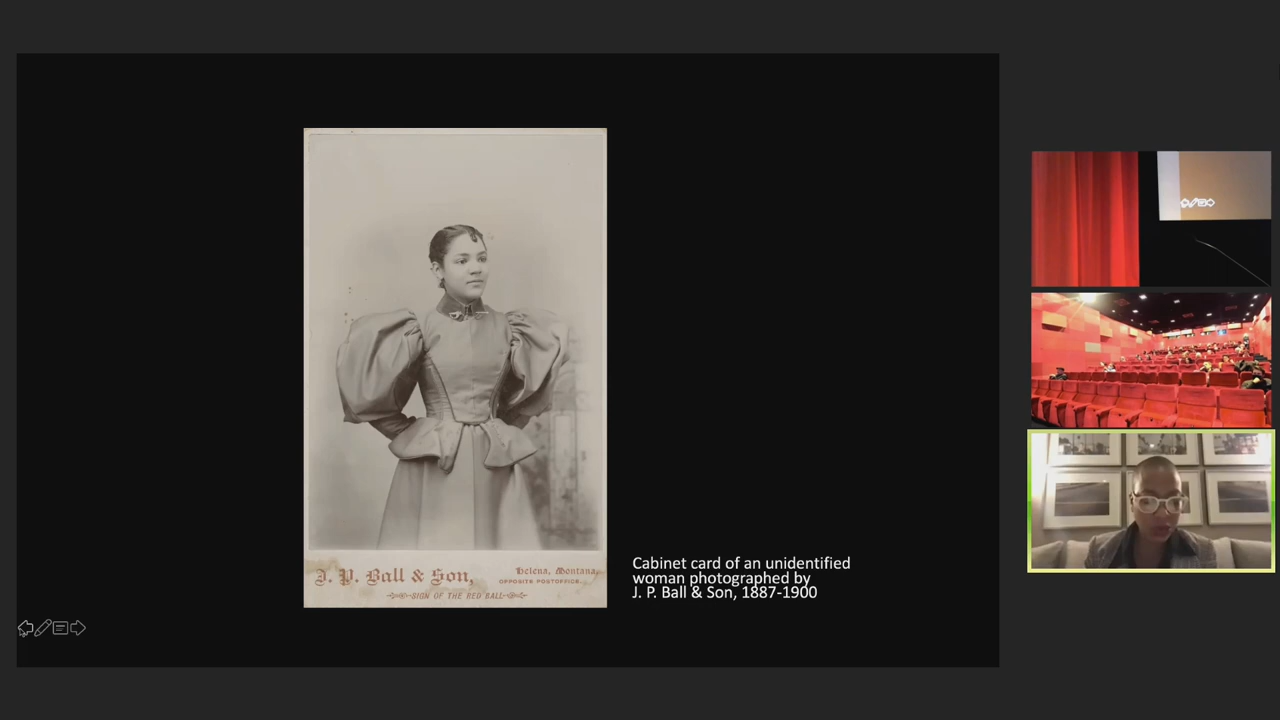 J. P. Ball & Son,
Helena, Montana,
OPPOSITE POSTOFFICE.
SIGN OF THE RED BALL
Cabinet card of an unidentified
woman photographed by
J. P. Ball & Son, 1887-1900